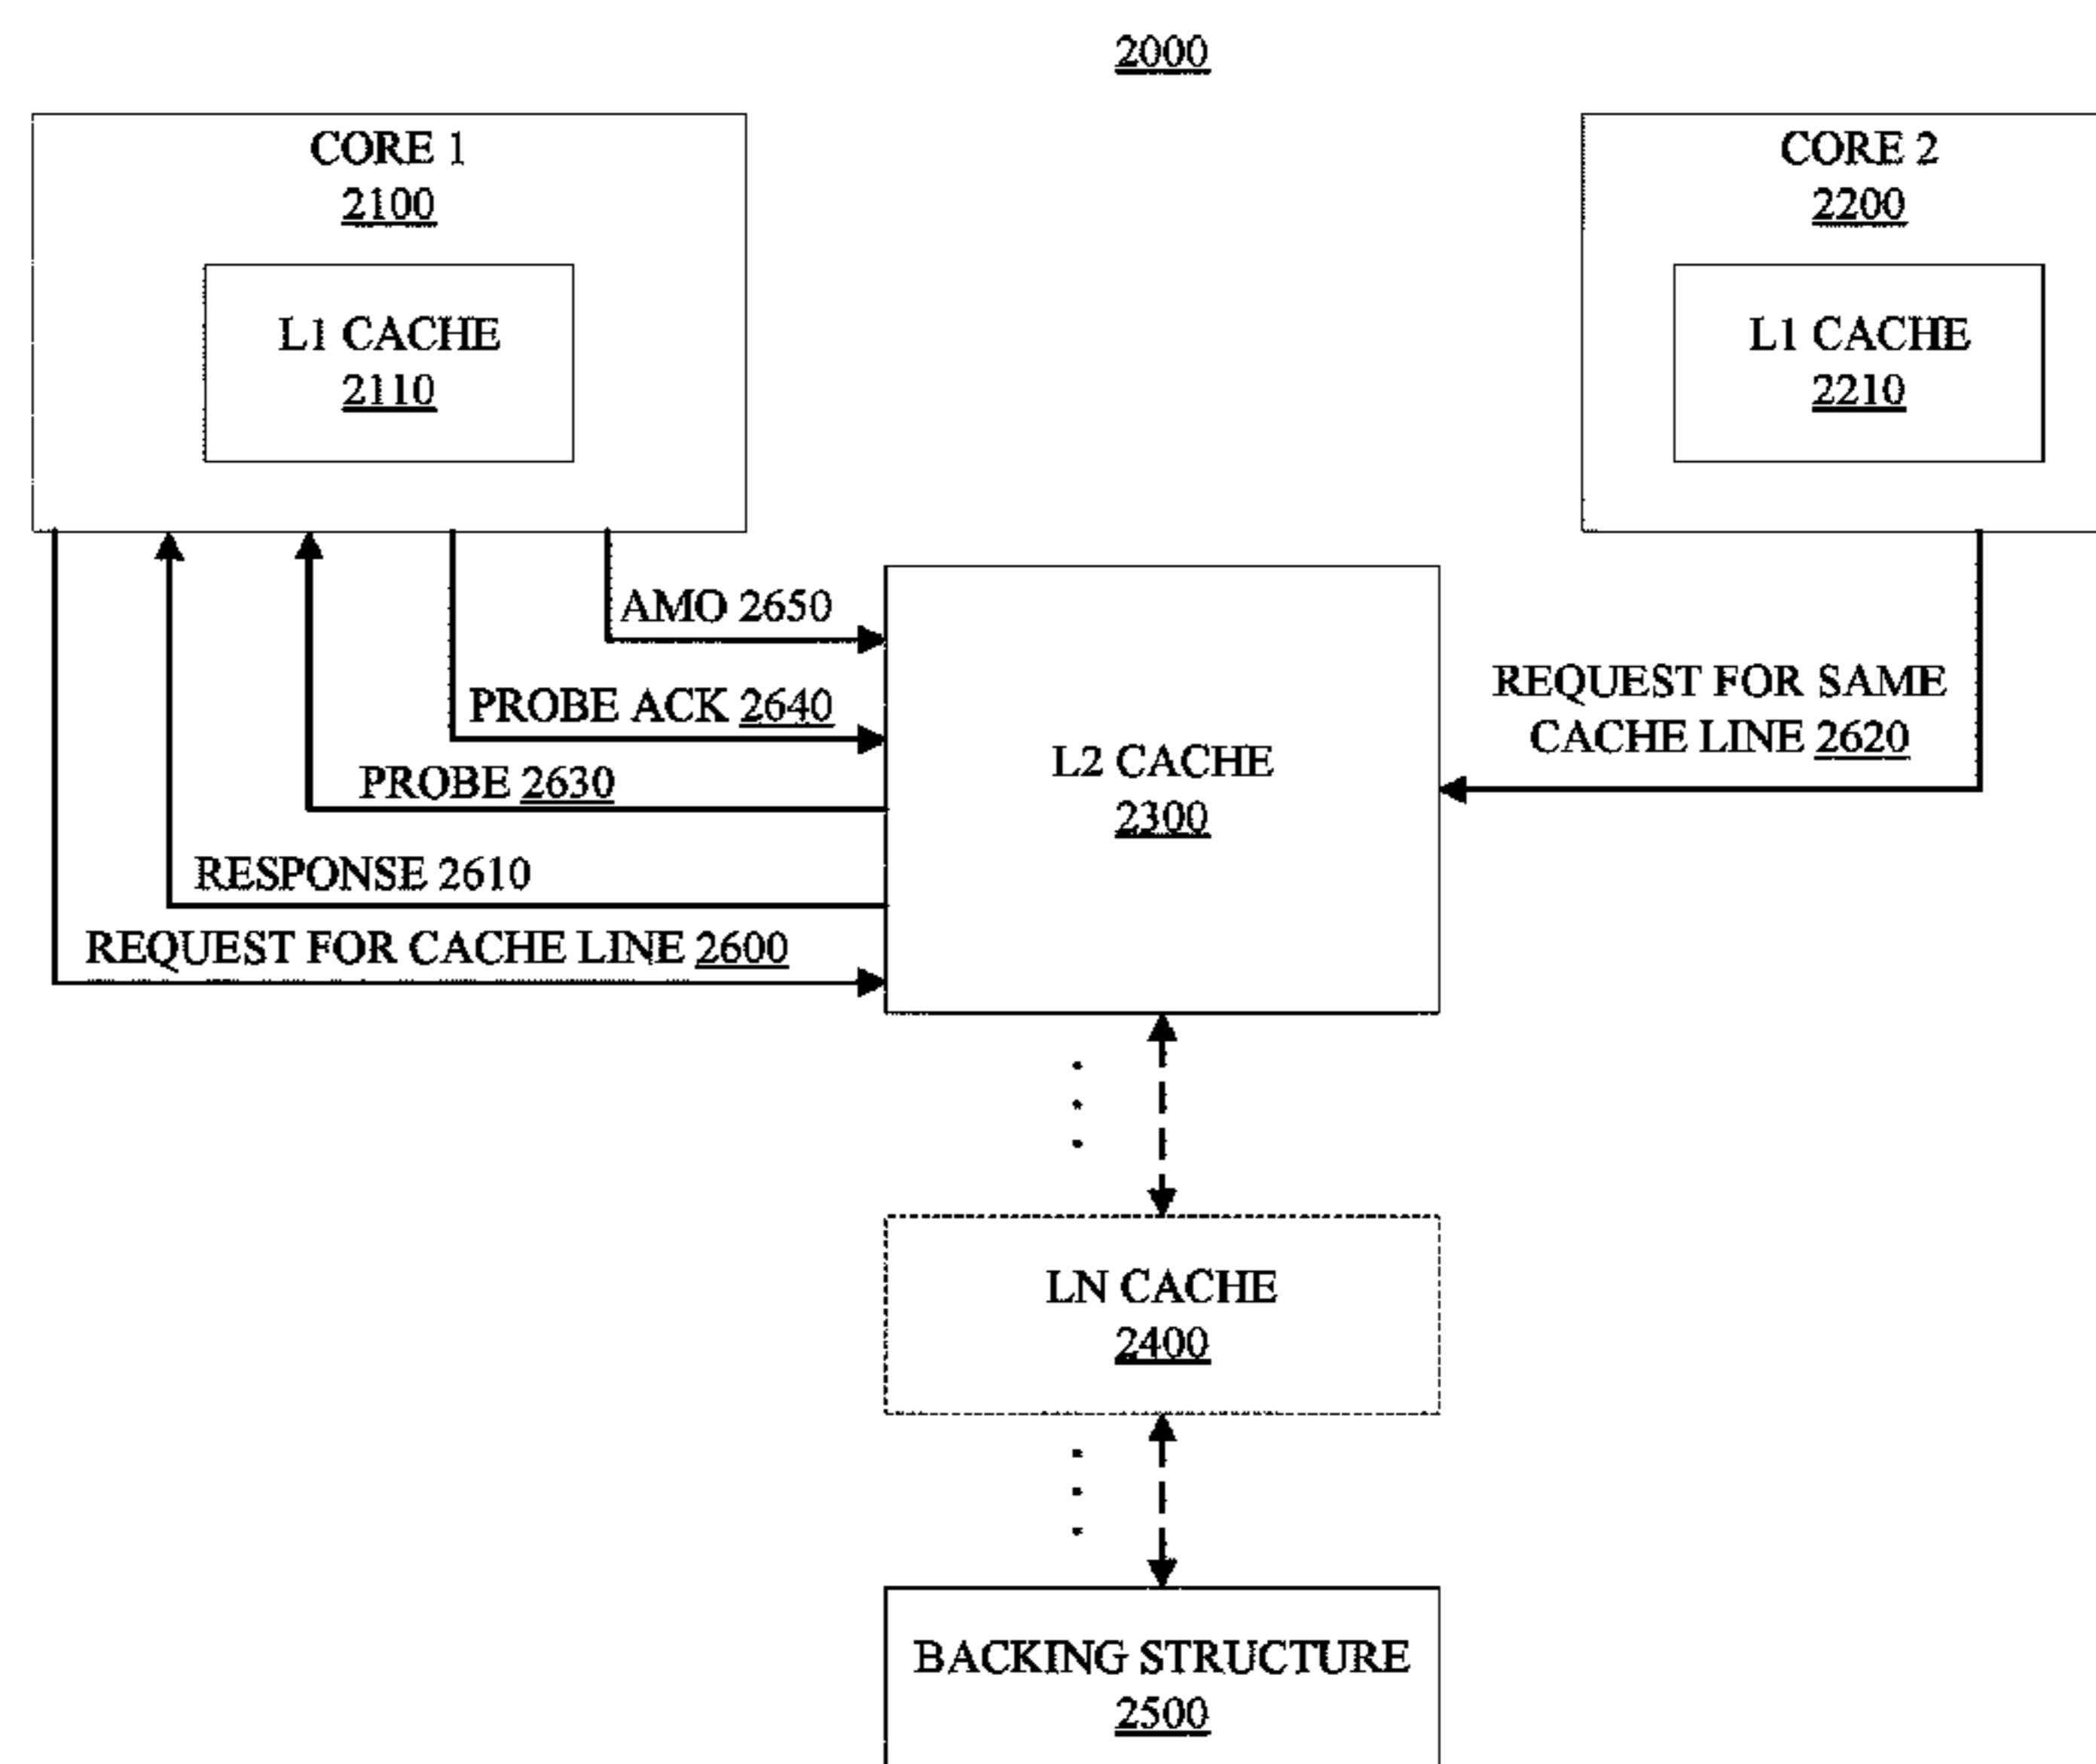 2000
CORE 1
2100
L1 CACHE
2110
CORE 2
2200
L1 CACHE
2210
AMO 2650
PROBE ACK 2640
PROBE 2630
RESPONSE 2610
REQUEST FOR CACHE LINE 2600
L2 CACHE
2300
REQUEST FOR SAME
CACHE LINE 2620
LN CACHE
2400
BACKING STRUCTURE
2500